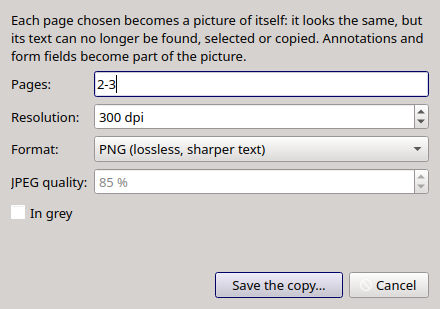 Each page chosen becomes a picture of itself: it looks the same, but
its text can no longer be found, selected or copied. Annotations and
form fields become part of the picture.
Pages: 2-3
Resolution: 300 dpi
Format: PNG (lossless, sharper text)
JPEG quality: 85 %
In grey
Save the copy... Cancel